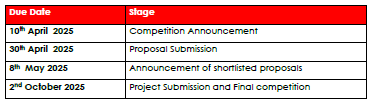 Due Date Stage
10th April 2025 Competition Announcement
30th April 2025 Proposal Submission
8th May 2025 Announcement of shortlisted proposals
2nd October 2025 Project Submission and Final competition